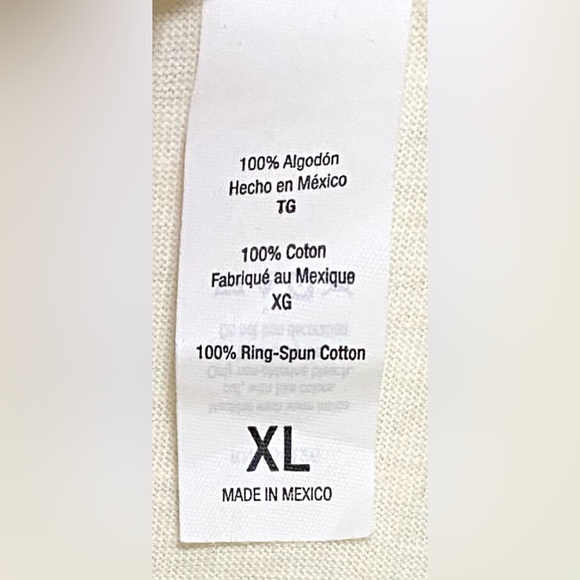 100% Algodón
Hecho en México
TG
100% Coton
Fabriqué au Mexique
XG
100% Ring-Spun Cotton
XL
MADE IN MEXICO